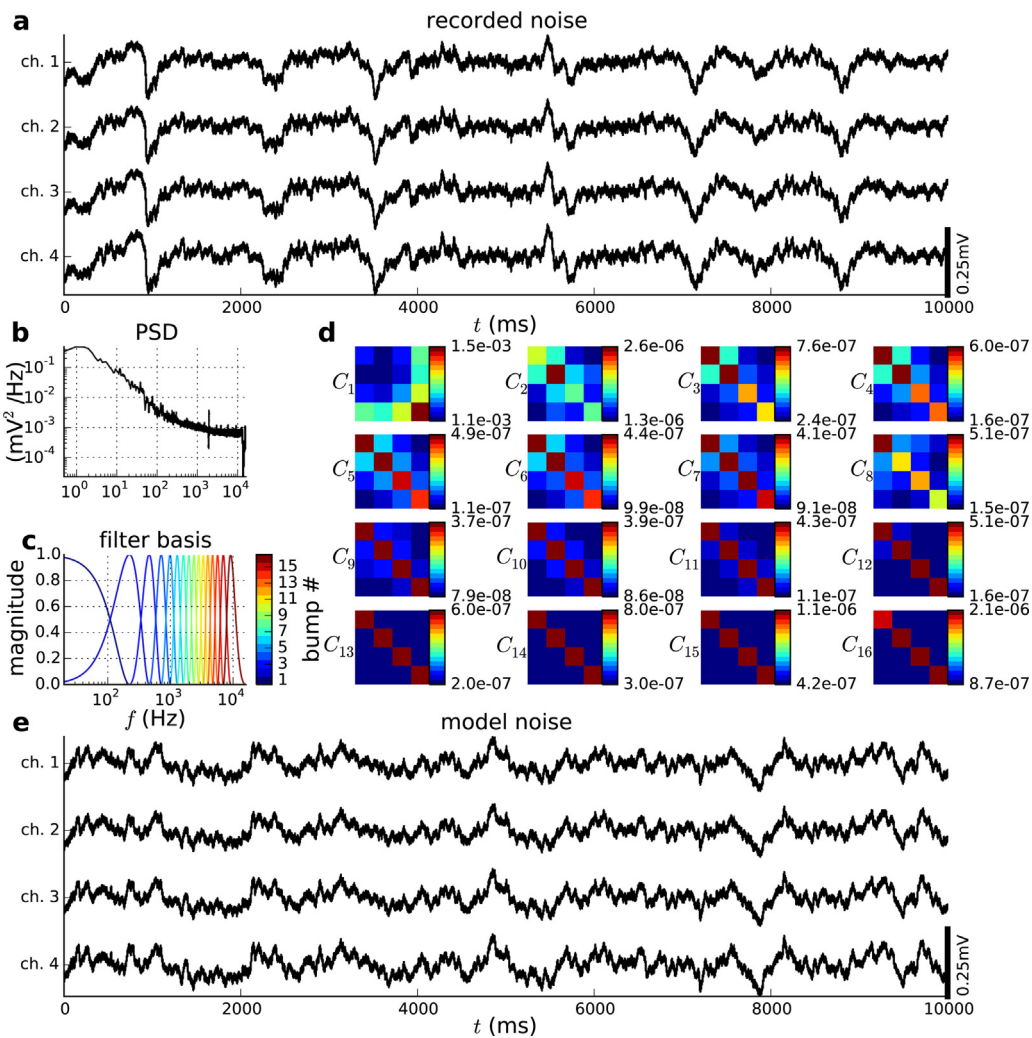 a
recorded noise
ch. 1
ch. 2
ch. 3
ch. 4
0.25mV
0 2000 4000 6000 8000 10000
t (ms)
b
PSD
(mV² /Hz)
10⁻¹
10⁻²
10⁻³
10⁻⁴
10⁰ 10¹ 10² 10³ 10⁴
c
filter basis
magnitude
1.0
0.8
0.6
0.4
0.2
0.0
10² 10³ 10⁴
f (Hz)
15
13
11
9
7
5
3
1
bump #
d
C₁ 1.5e-03 1.1e-03
C₂ 2.6e-06 1.3e-06
C₃ 7.6e-07 2.4e-07
C₄ 6.0e-07 1.6e-07
C₅ 4.9e-07 1.1e-07
C₆ 4.4e-07 9.9e-08
C₇ 4.1e-07 9.1e-08
C₈ 5.1e-07 1.5e-07
C₉ 3.7e-07 7.9e-08
C₁₀ 3.9e-07 8.6e-08
C₁₁ 4.3e-07 1.1e-07
C₁₂ 5.1e-07 1.6e-07
C₁₃ 6.0e-07 2.0e-07
C₁₄ 8.0e-07 3.0e-07
C₁₅ 1.1e-06 4.2e-07
C₁₆ 2.1e-06 8.7e-07
e
model noise
ch. 1
ch. 2
ch. 3
ch. 4
0.25mV
0 2000 4000 6000 8000 10000
t (ms)